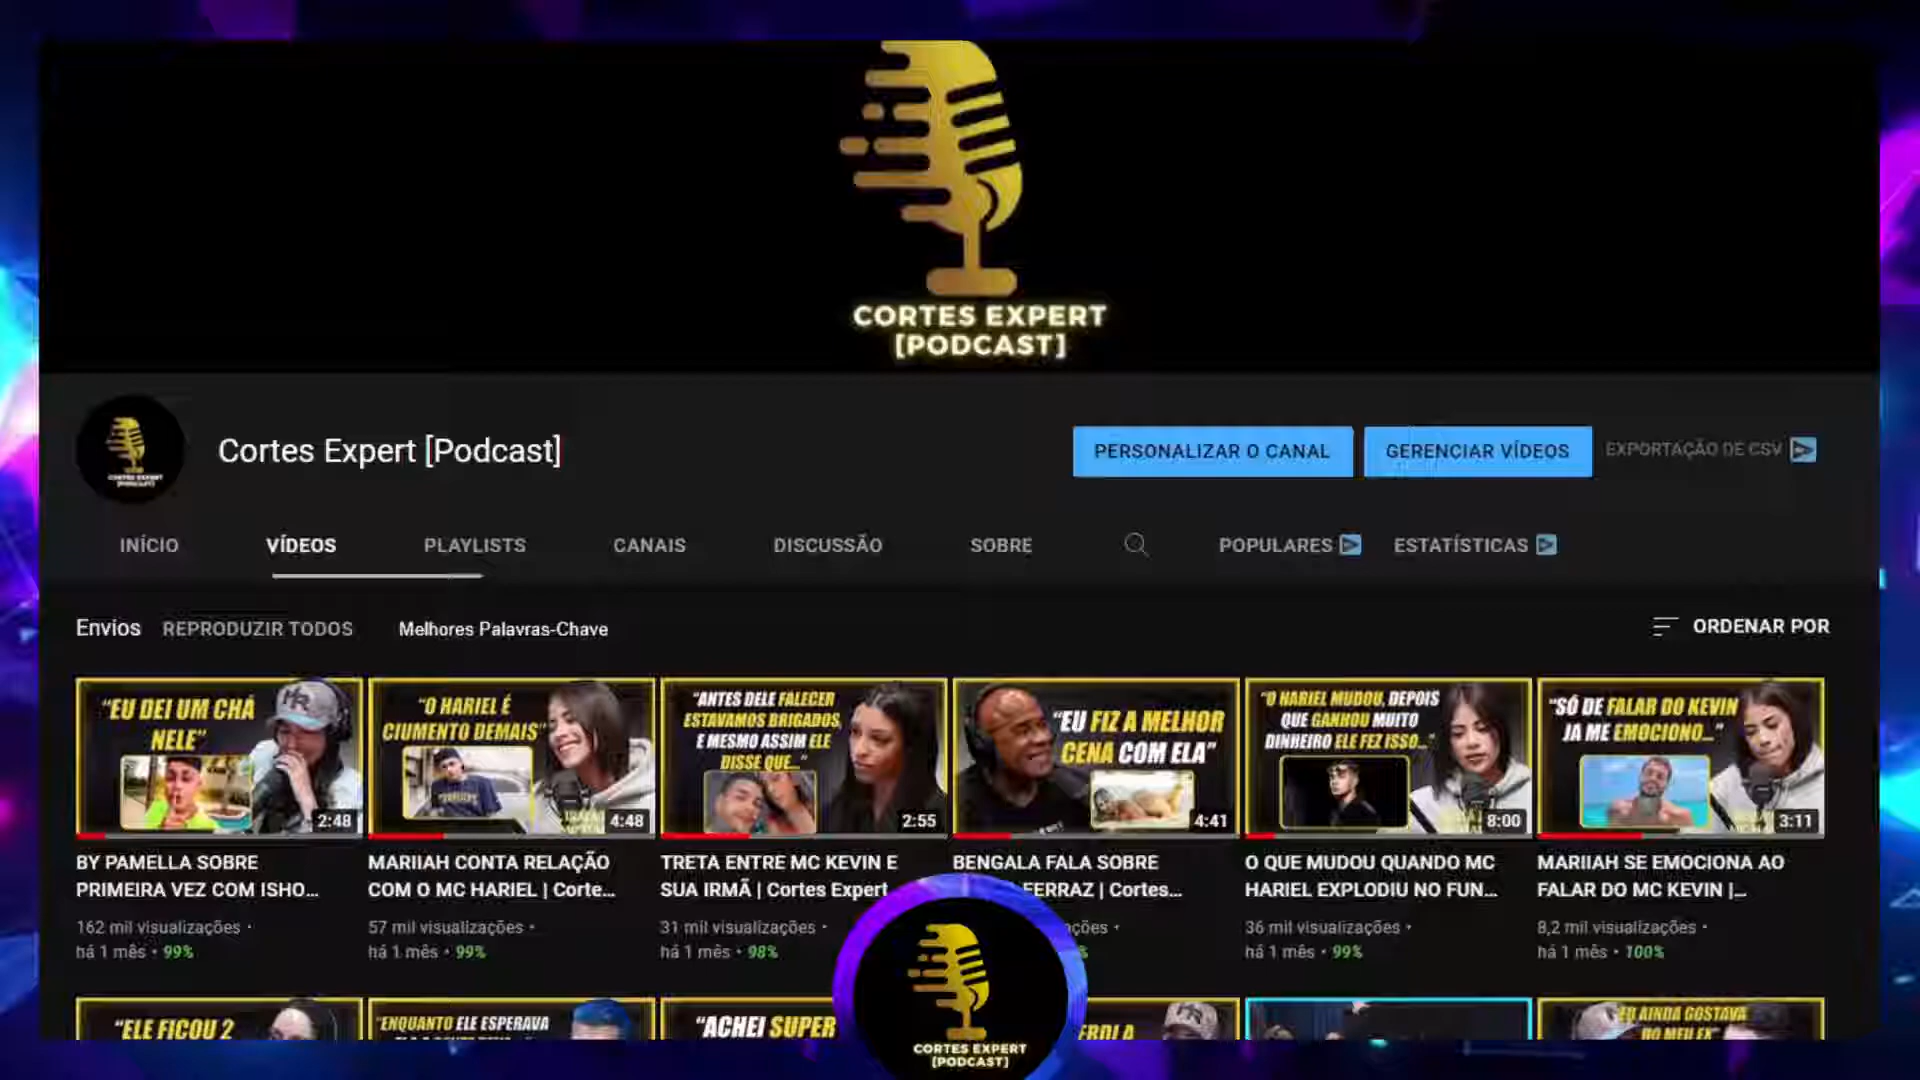 CORTES EXPERT
[PODCAST]
Cortes Expert [Podcast]
PERSONALIZAR O CANAL
GERENCIAR VÍDEOS
EXPORTAÇÃO DE CSV
INÍCIO
VÍDEOS
PLAYLISTS
CANAIS
DISCUSSÃO
SOBRE
POPULARES
ESTATÍSTICAS
Envios
REPRODUZIR TODOS
Melhores Palavras-Chave
ORDENAR POR
"EU DEI UM CHÁ
NELE"
2:48
BY PAMELLA SOBRE
PRIMEIRA VEZ COM ISHO...
162 mil visualizações •
há 1 mês • 99%
"O HARIEL É
CIUMENTO DEMAIS"
4:48
MARIIAH CONTA RELAÇÃO
COM O MC HARIEL | Corte...
57 mil visualizações •
há 1 mês • 99%
"ANTES DELE FALECER
ESTAVAMOS BRIGADOS,
E MESMO ASSIM ELE
DISSE QUE..."
2:55
TRETA ENTRE MC KEVIN E
SUA IRMÃ | Cortes Expert
31 mil visualizações •
há 1 mês • 98%
"EU FIZ A MELHOR
CENA COM ELA"
4:41
BENGALA FALA SOBRE
FERRAZ | Cortes...
"O HARIEL MUDOU, DEPOIS
QUE GANHOU MUITO
DINHEIRO ELE FEZ ISSO..."
8:00
O QUE MUDOU QUANDO MC
HARIEL EXPLODIU NO FUN...
36 mil visualizações •
há 1 mês • 99%
"SÓ DE FALAR DO KEVIN
JA ME EMOCIONO..."
3:11
MARIIAH SE EMOCIONA AO
FALAR DO MC KEVIN |...
8,2 mil visualizações •
há 1 mês • 100%
"ELE FICOU 2
"ENQUANTO ELE ESPERAVA
"ACHEI SUPER
EU AINDA GOSTAVA
DO MEU EX"
CORTES EXPERT
[PODCAST]